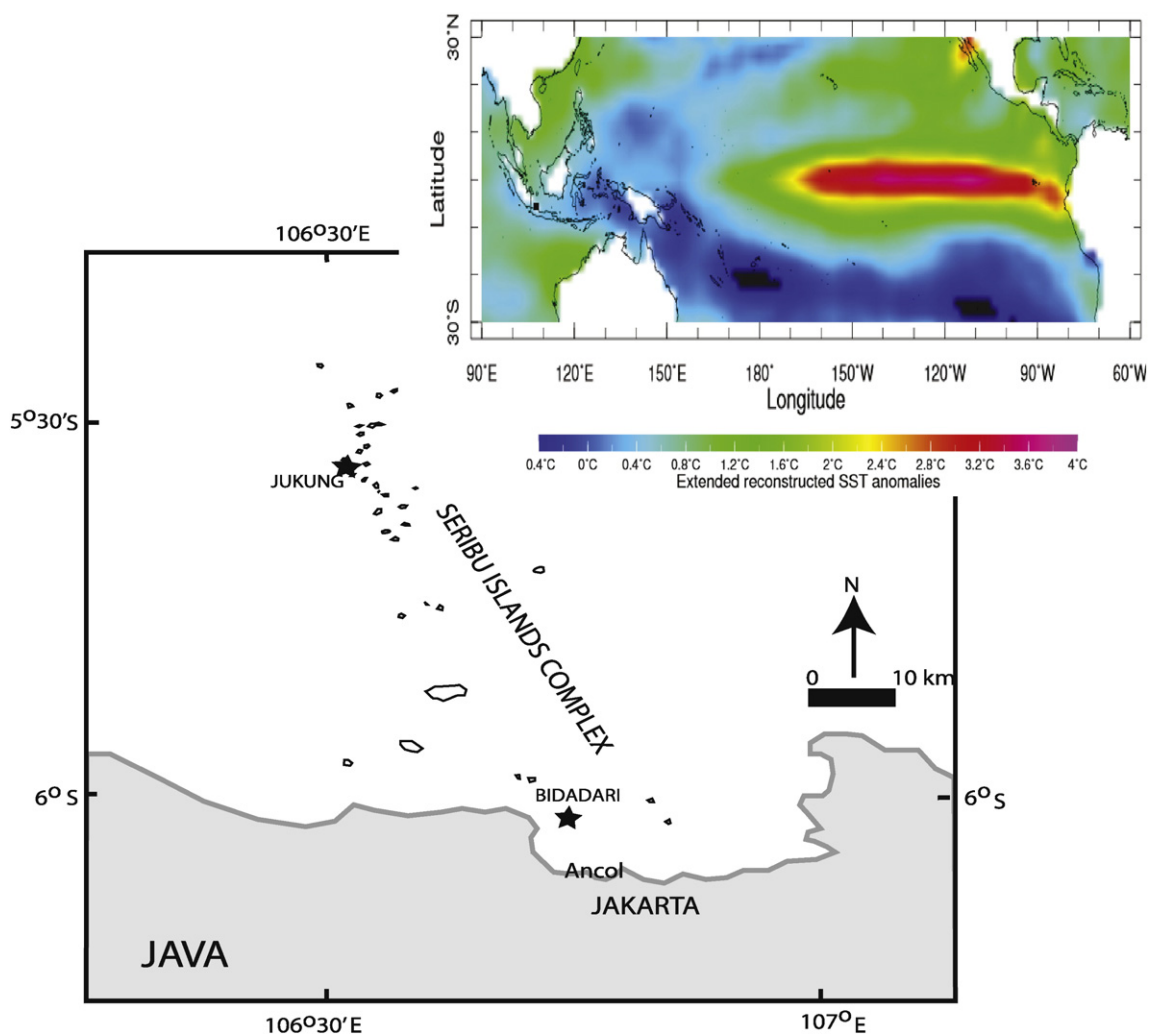 30°N
Latitude
30°S
90°E 120°E 150°E 180° 150°W 120°W 90°W 60°W
Longitude
0.4°C 0°C 0.4°C 0.8°C 1.2°C 1.6°C 2°C 2.4°C 2.8°C 3.2°C 3.6°C 4°C
Extended reconstructed SST anomalies
106°30'E
5°30'S
JUKUNG
SERIBU ISLANDS COMPLEX
N
0 10 km
6°S
BIDADARI
6°S
Ancol
JAKARTA
JAVA
106°30'E
107°E